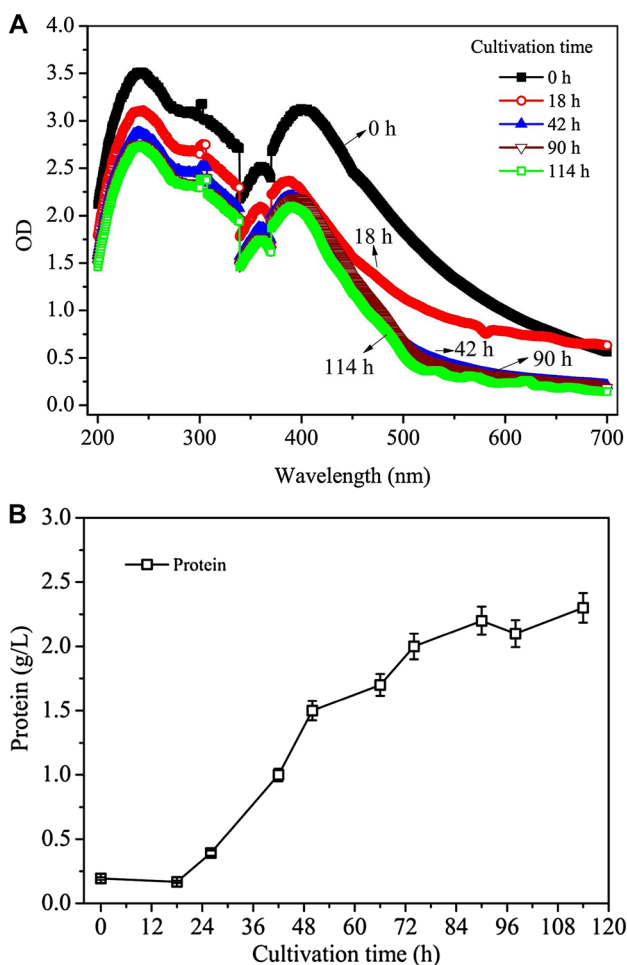 A
Cultivation time
0 h
18 h
42 h
90 h
114 h
4.0
3.5
3.0
2.5
2.0
1.5
1.0
0.5
0.0
OD
0 h
18 h
42 h
90 h
114 h
200 300 400 500 600 700
Wavelength (nm)
B
3.0
2.5
2.0
1.5
1.0
0.5
0.0
Protein (g/L)
Protein
0 12 24 36 48 60 72 84 96 108 120
Cultivation time (h)